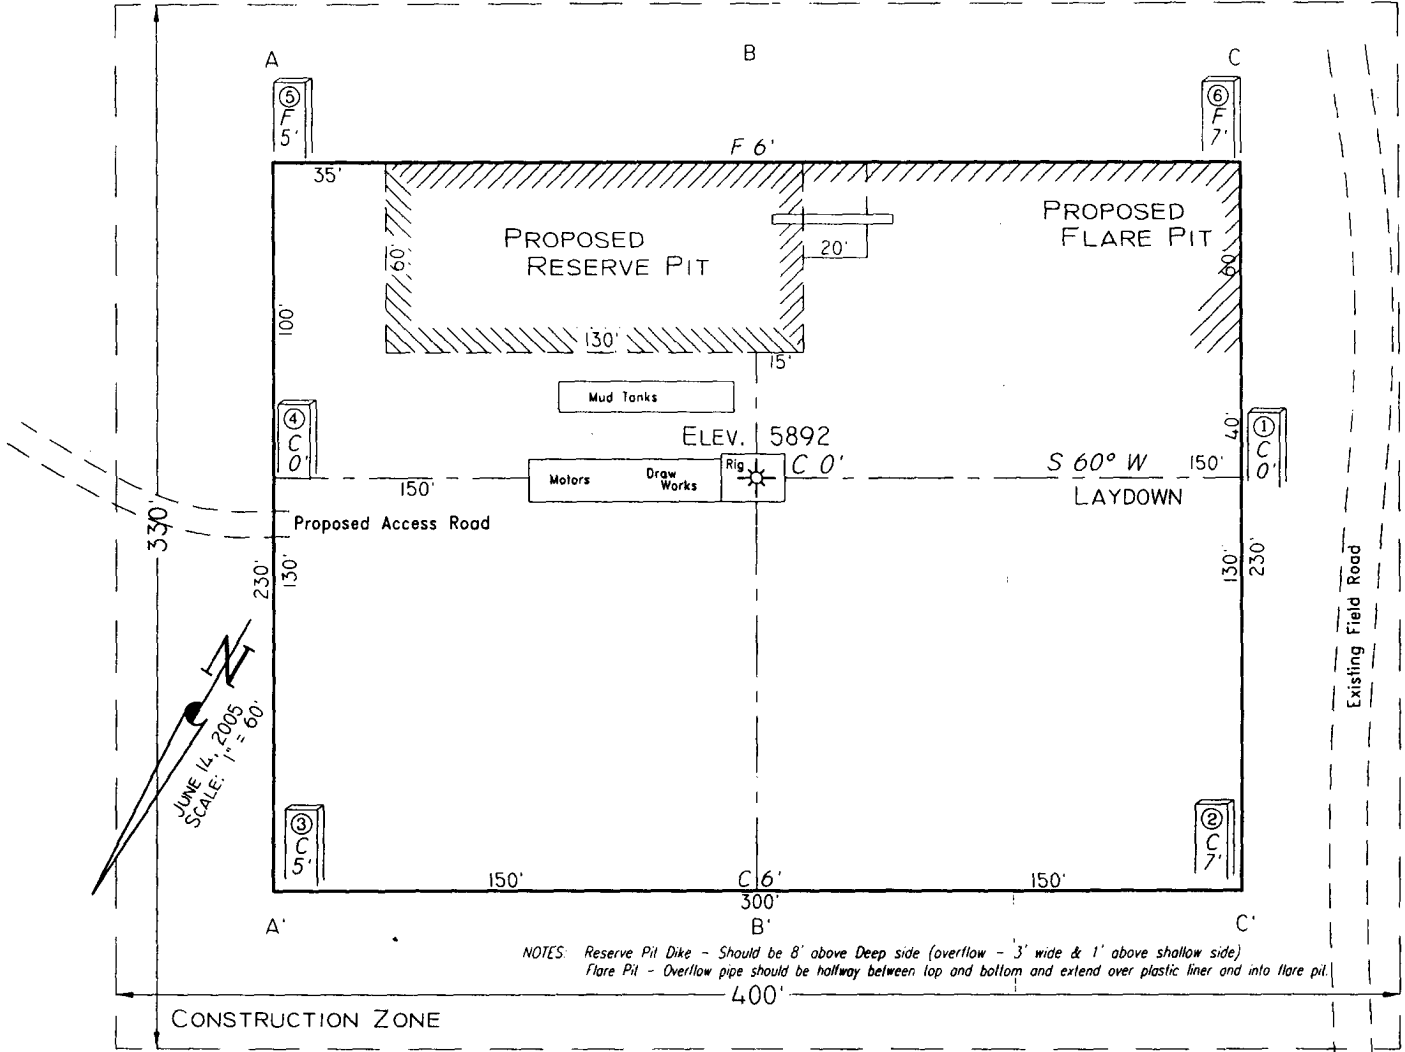 A
B
C
⑤
F
5'
⑥
F
7'
F 6'
35'
PROPOSED
RESERVE PIT
PROPOSED
FLARE PIT
60'
20'
60'
100'
130'
15'
Mud Tanks
④
C
0'
ELEV. 5892
40'
①
C
0'
Rig
C 0'
S 60° W
150'
Motors
Draw
Works
150'
LAYDOWN
330'
Proposed Access Road
230'
130'
130'
230'
Existing Field Road
N
JUNE 14, 2005
SCALE: 1" = 60'
③
C
5'
②
C
7'
150'
C 6'
150'
300'
A'
B'
C'
NOTES: Reserve Pit Dike - Should be 8' above Deep side (overflow - 3' wide & 1' above shallow side)
Flare Pit - Overflow pipe should be halfway between top and bottom and extend over plastic liner and into flare pit.
400'
CONSTRUCTION ZONE